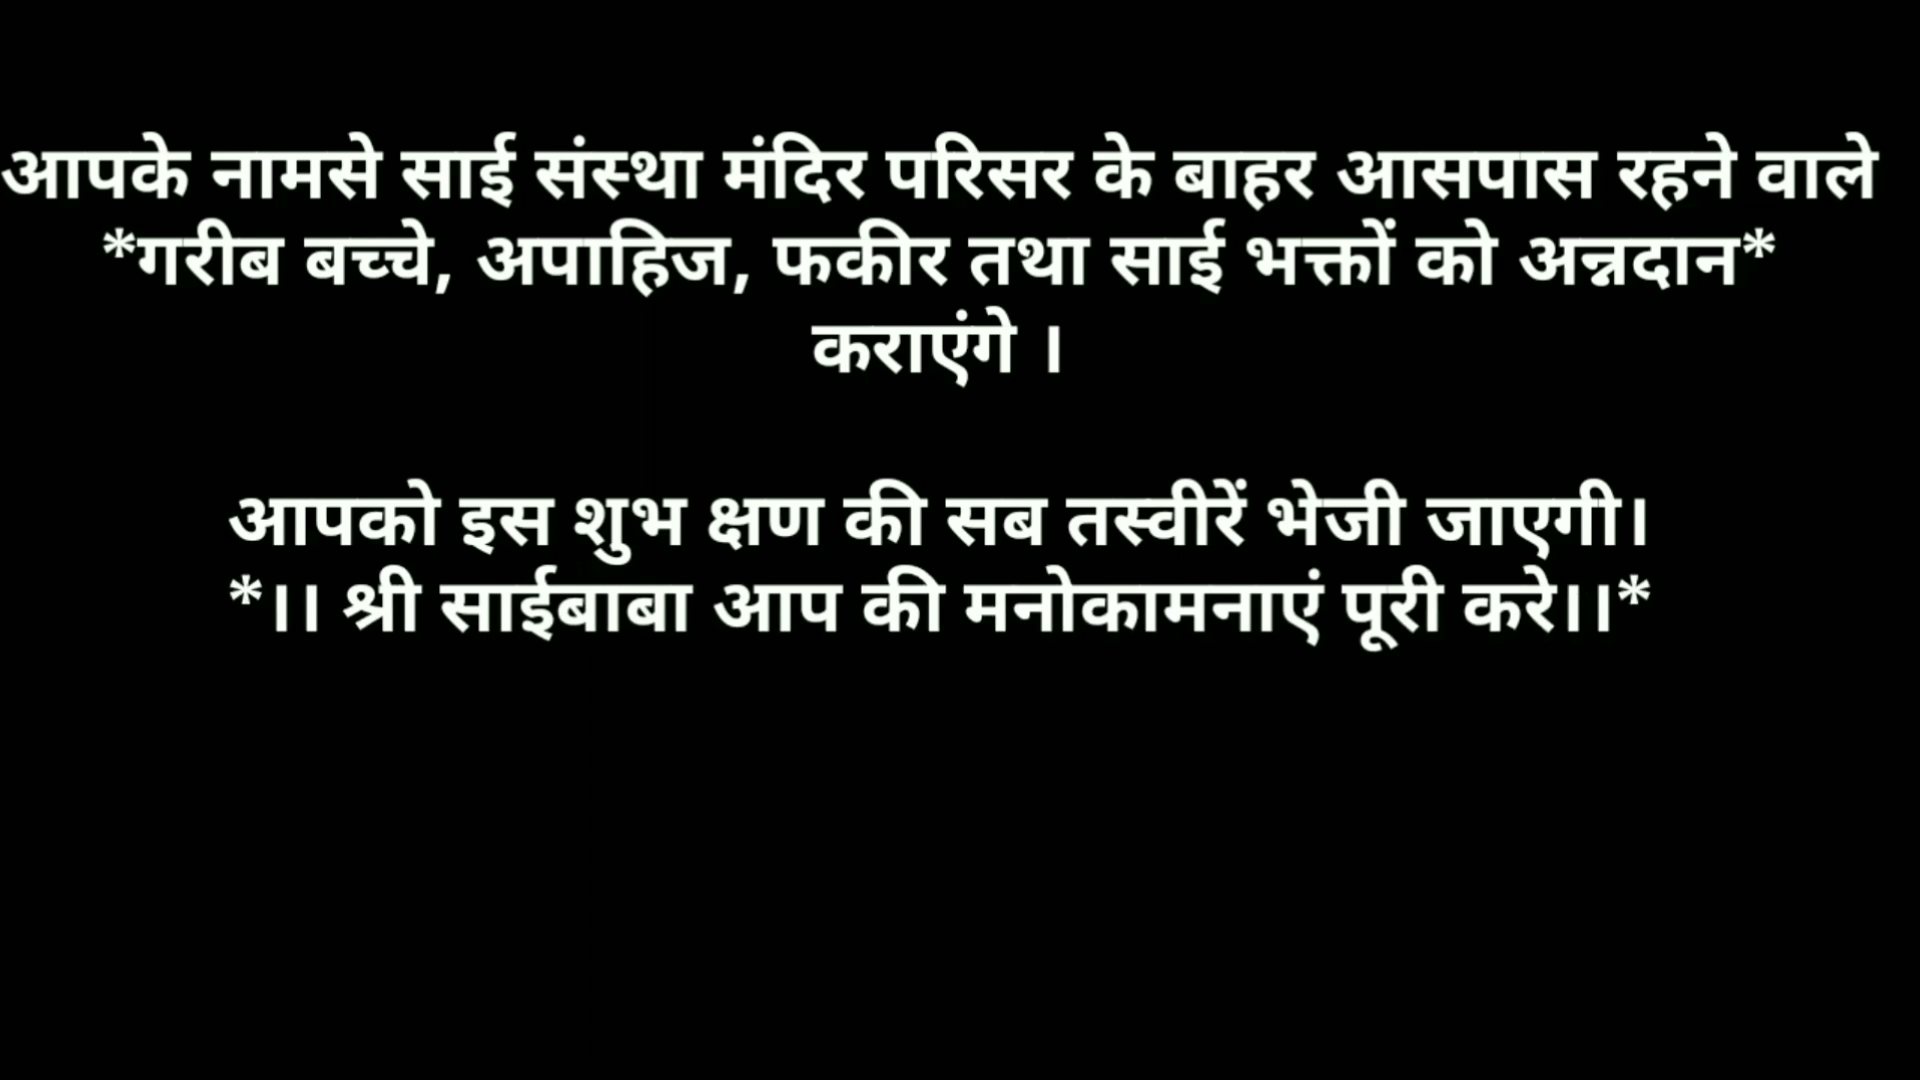 आपके नामसे साई संस्था मंदिर परिसर के बाहर आसपास रहने वाले
*गरीब बच्चे, अपाहिज, फकीर तथा साई भक्तों को अन्नदान*
कराएंगे ।
आपको इस शुभ क्षण की सब तस्वीरें भेजी जाएगी।
*।। श्री साईबाबा आप की मनोकामनाएं पूरी करे।।*